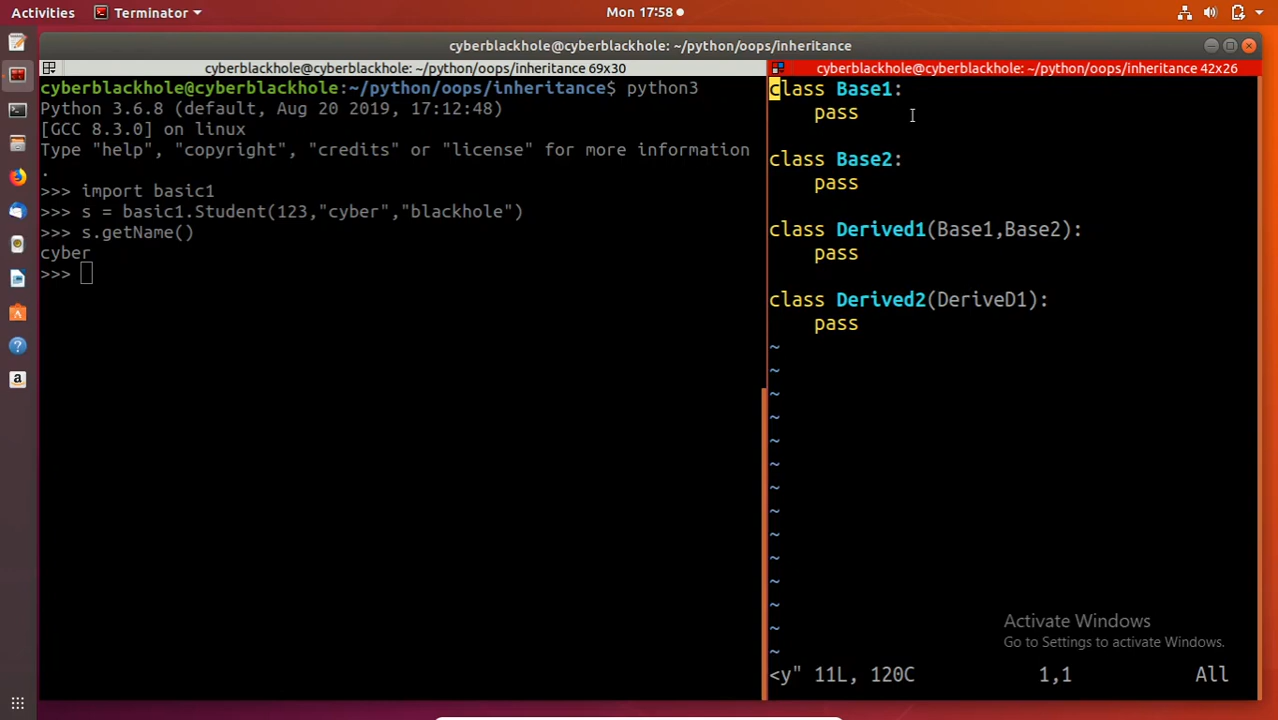 Activities Terminator Mon 17:58
cyberblackhole@cyberblackhole: ~/python/oops/inheritance
cyberblackhole@cyberblackhole: ~/python/oops/inheritance 69x30
cyberblackhole@cyberblackhole:~/python/oops/inheritance$ python3
Python 3.6.8 (default, Aug 20 2019, 17:12:48)
[GCC 8.3.0] on linux
Type "help", "copyright", "credits" or "license" for more information
.
>>> import basic1
>>> s = basic1.Student(123,"cyber","blackhole")
>>> s.getName()
cyber
>>>
cyberblackhole@cyberblackhole: ~/python/oops/inheritance 42x26
class Base1:
    pass
class Base2:
    pass
class Derived1(Base1,Base2):
    pass
class Derived2(DeriveD1):
    pass
~
~
~
~
~
~
~
~
~
~
~
~
~
~
Activate Windows
Go to Settings to activate Windows.
<y" 11L, 120C 1,1 All